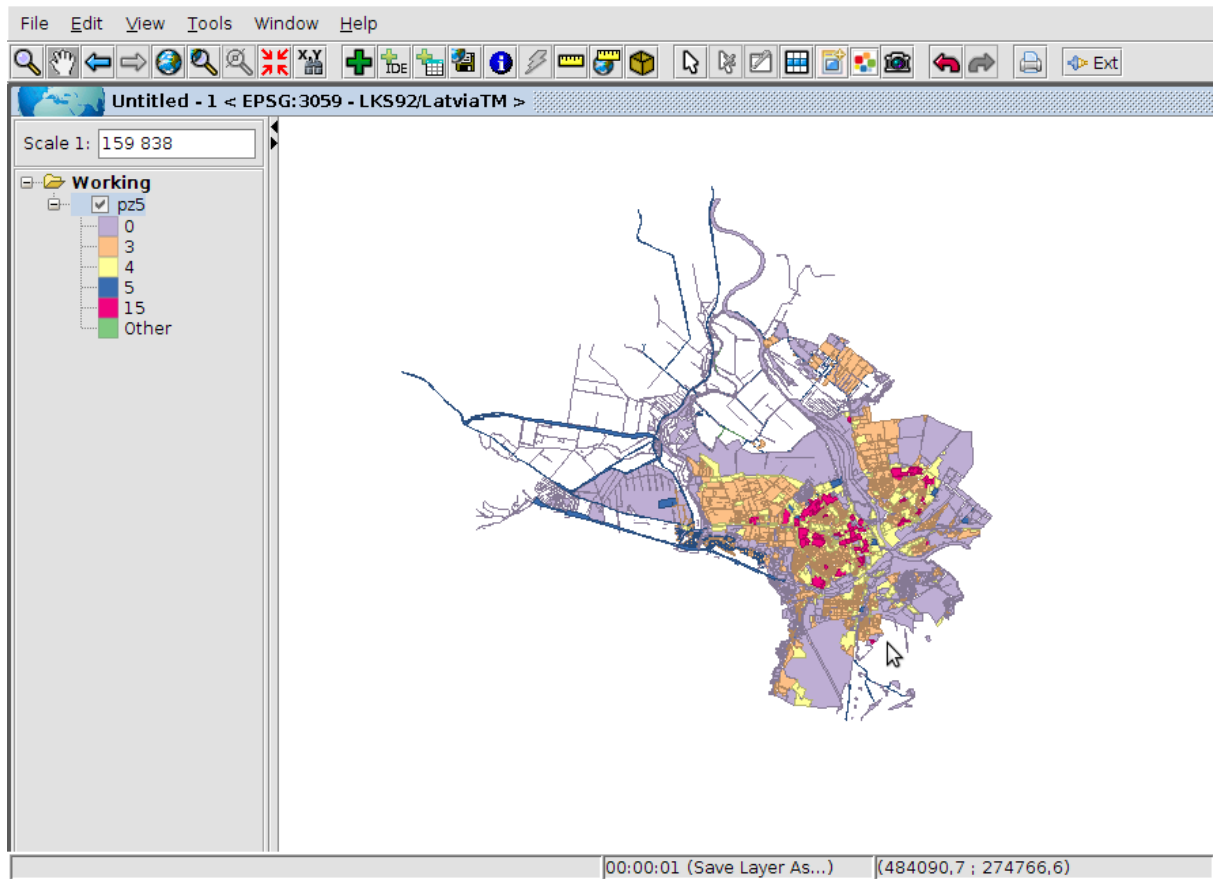 File Edit View Tools Window Help
X,Y IDE Ext
Untitled - 1 < EPSG:3059 - LKS92/LatviaTM >
Scale 1: 159 838
Working
pz5
0
3
4
5
15
Other
00:00:01 (Save Layer As...) (484090,7 ; 274766,6)